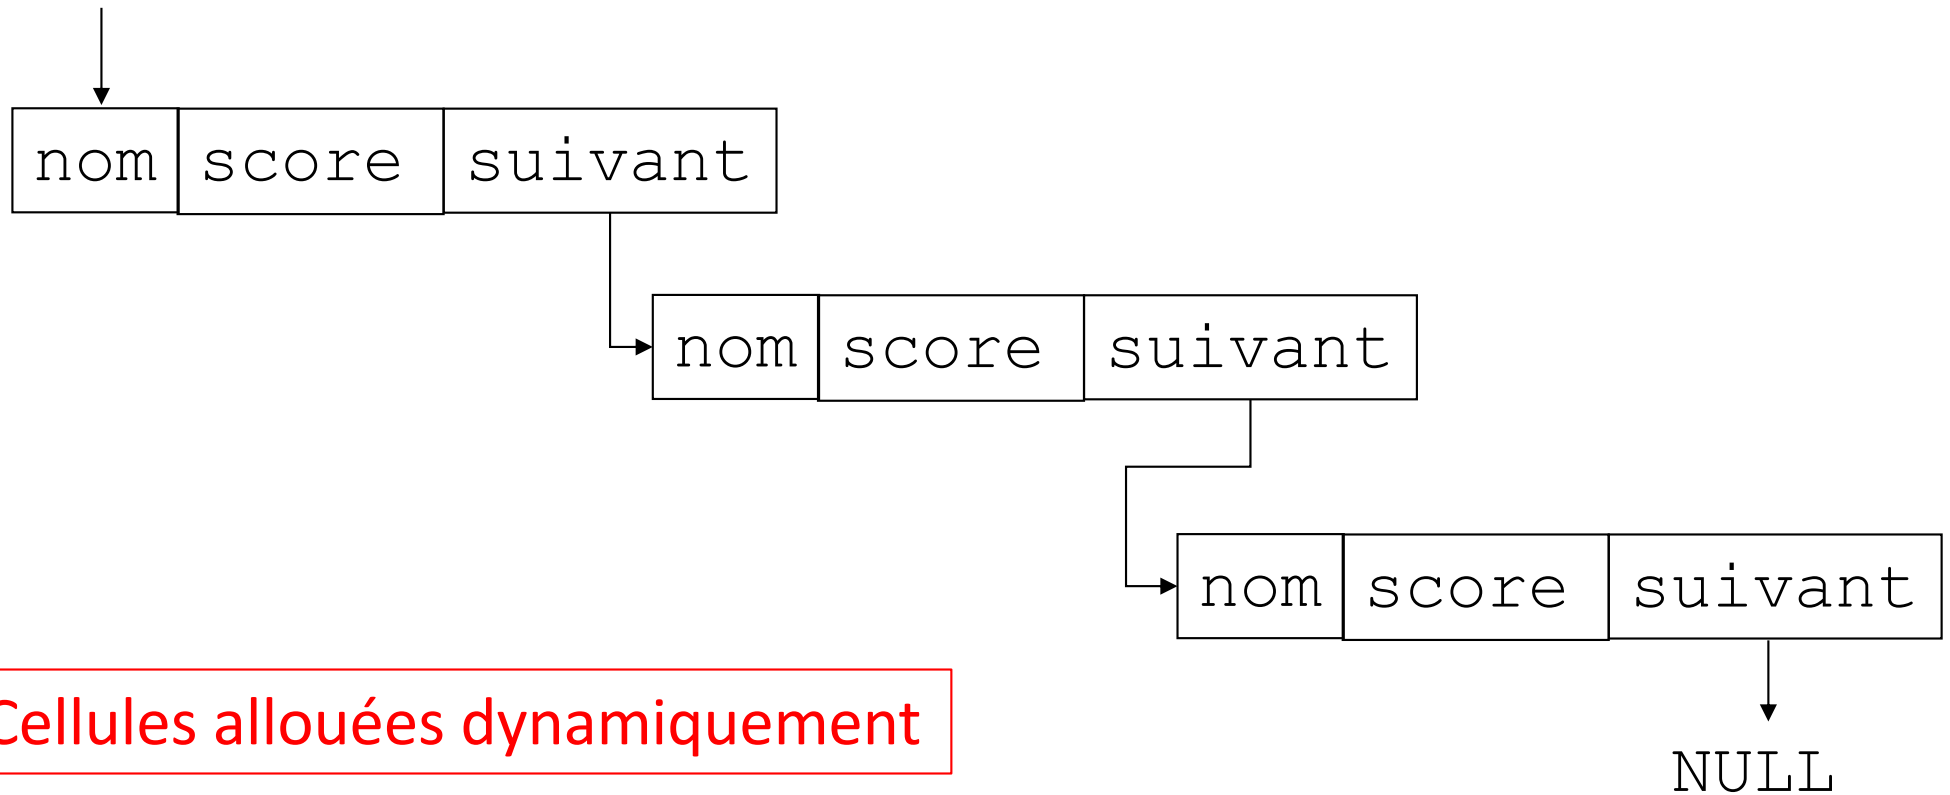 nom score suivant
nom score suivant
nom score suivant
Cellules allouées dynamiquement
NULL